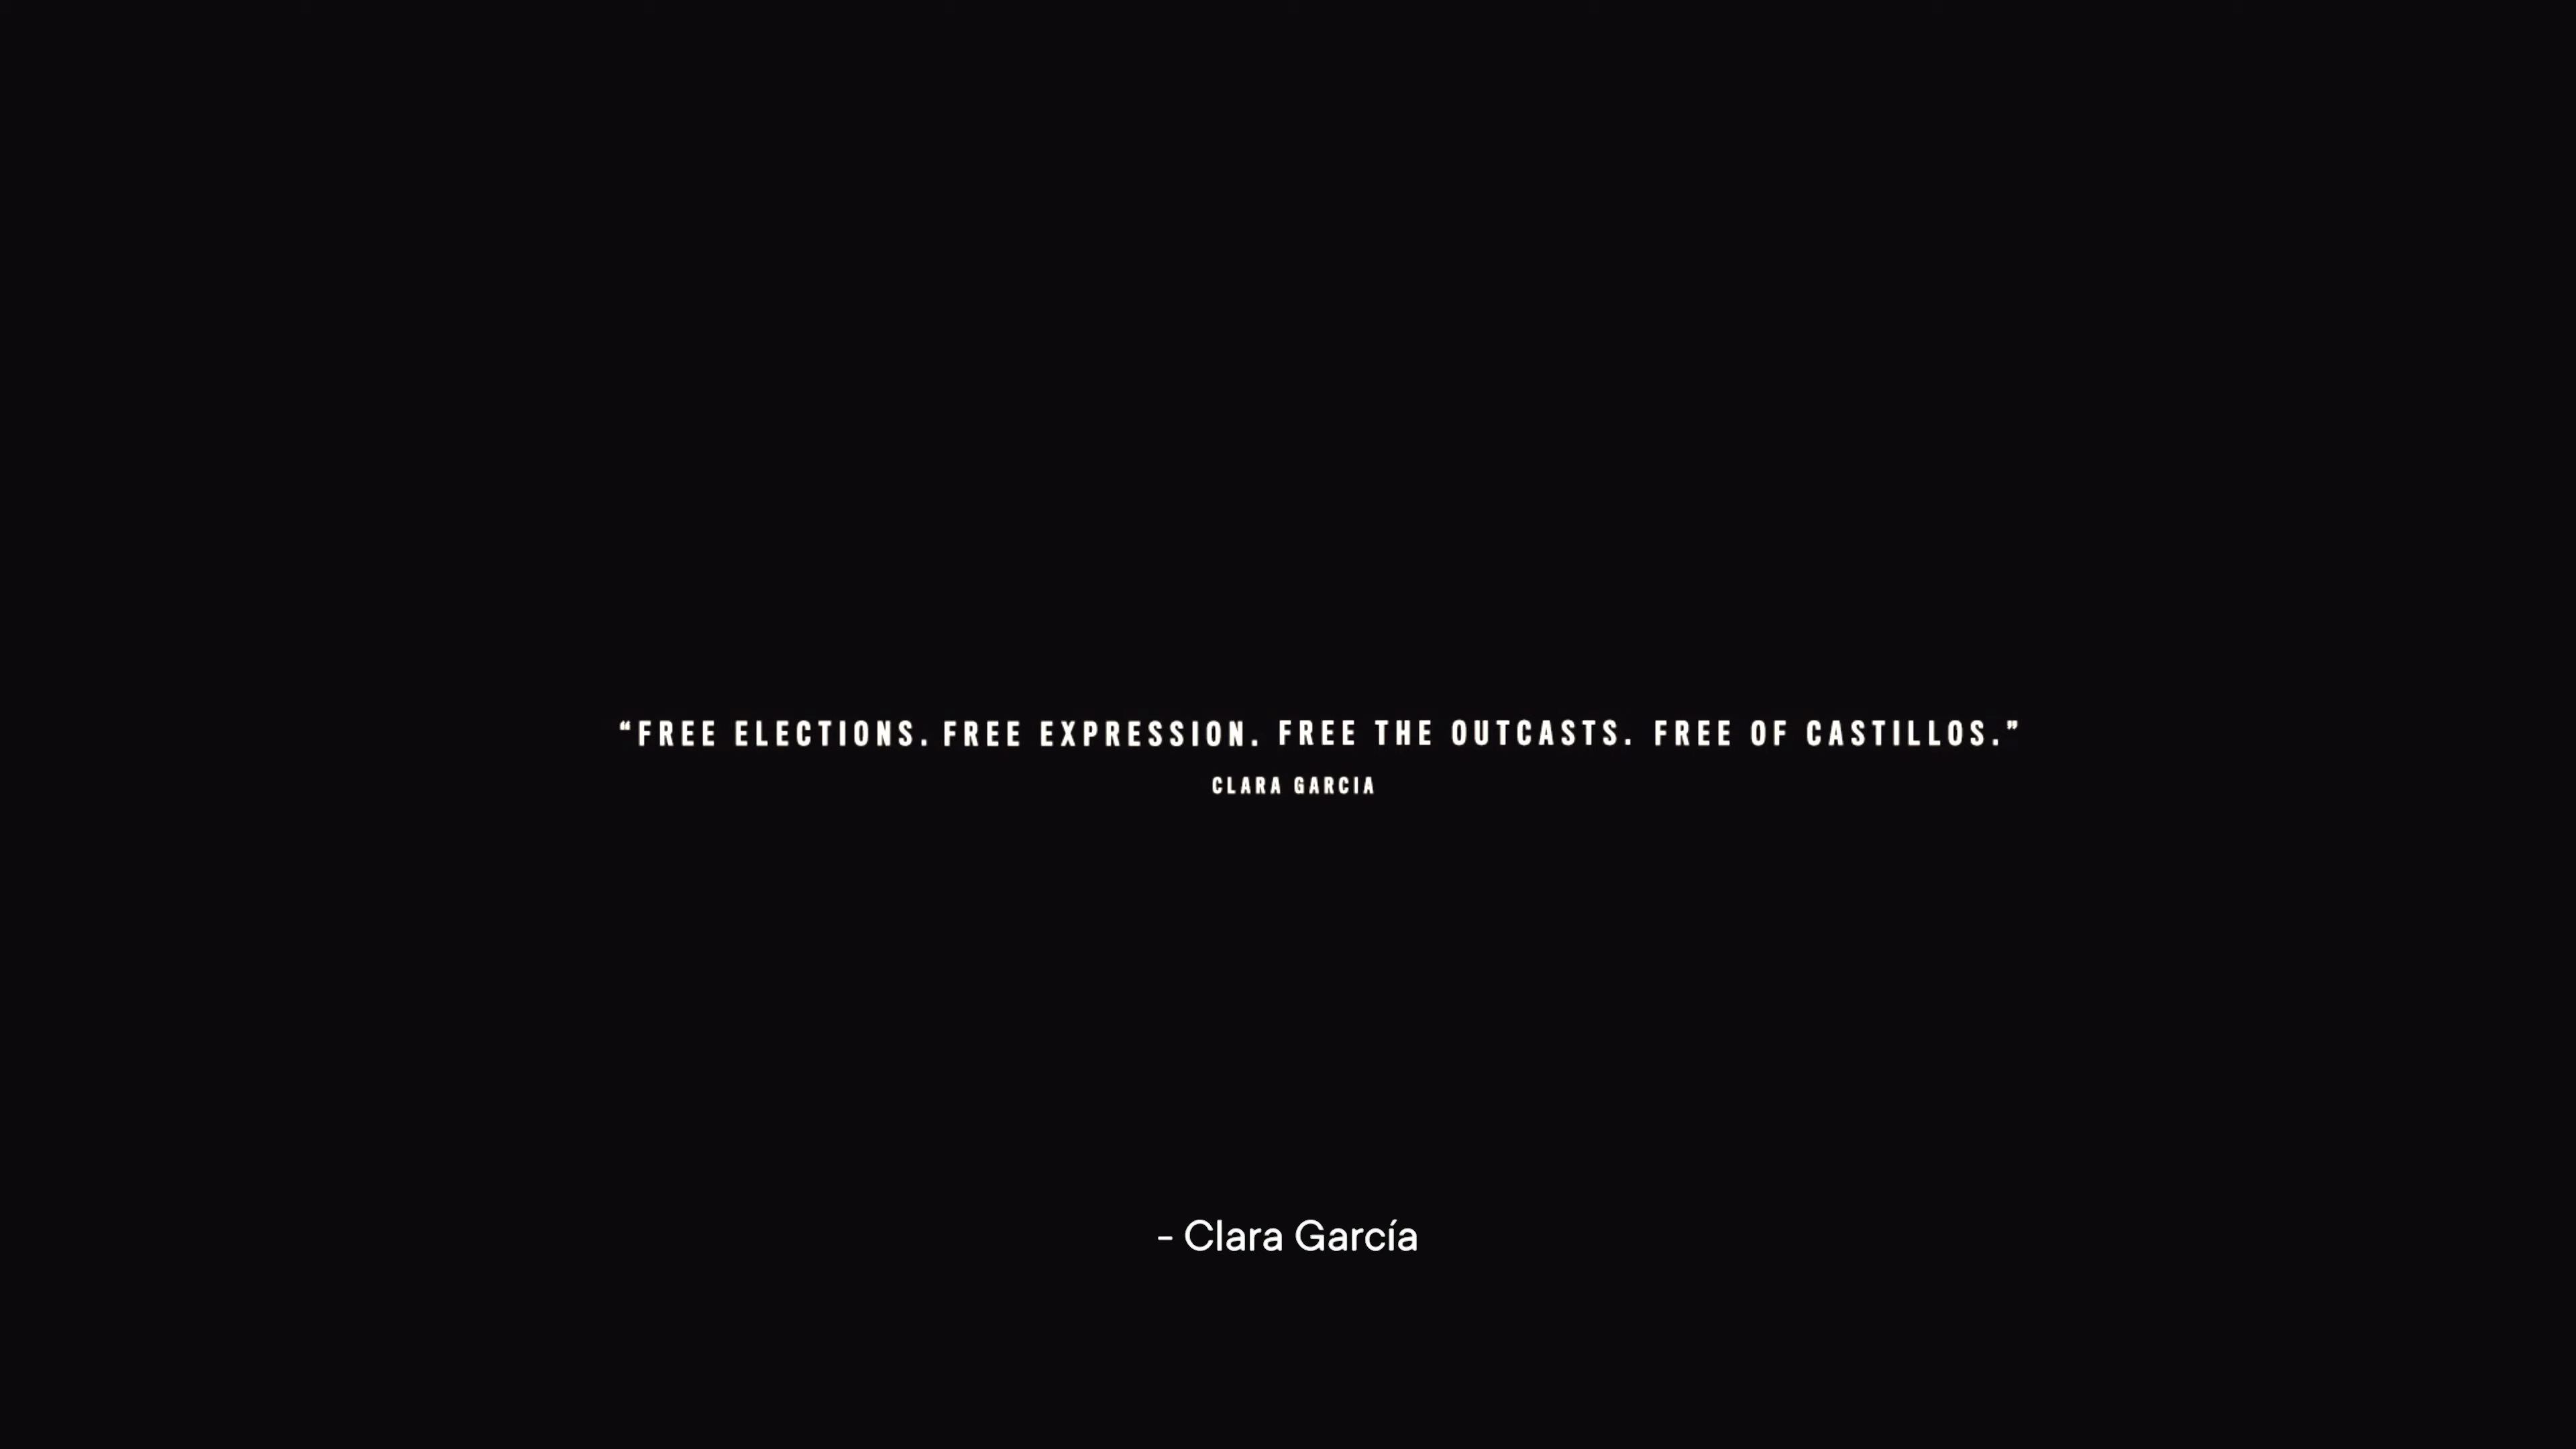 “FREE ELECTIONS. FREE EXPRESSION. FREE THE OUTCASTS. FREE OF CASTILLOS.”
CLARA GARCIA
- Clara García